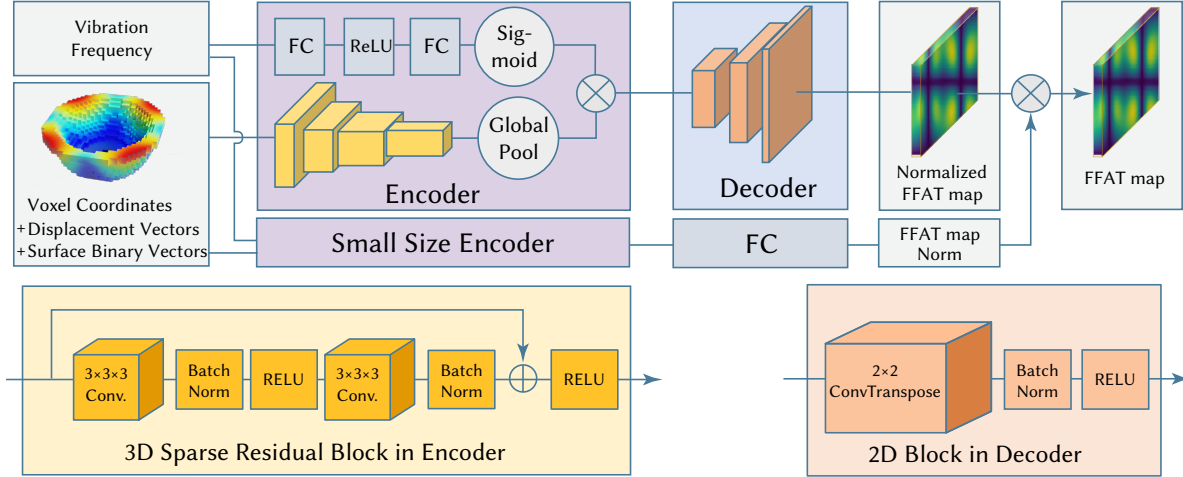 Vibration
Frequency
FC
ReLU
FC
Sig-
moid
Global
Pool
Encoder
Decoder
Normalized
FFAT map
FFAT map
Voxel Coordinates
+Displacement Vectors
+Surface Binary Vectors
Small Size Encoder
FC
FFAT map
Norm
3×3×3
Conv.
Batch
Norm
RELU
3×3×3
Conv.
Batch
Norm
RELU
3D Sparse Residual Block in Encoder
2×2
ConvTranspose
Batch
Norm
RELU
2D Block in Decoder